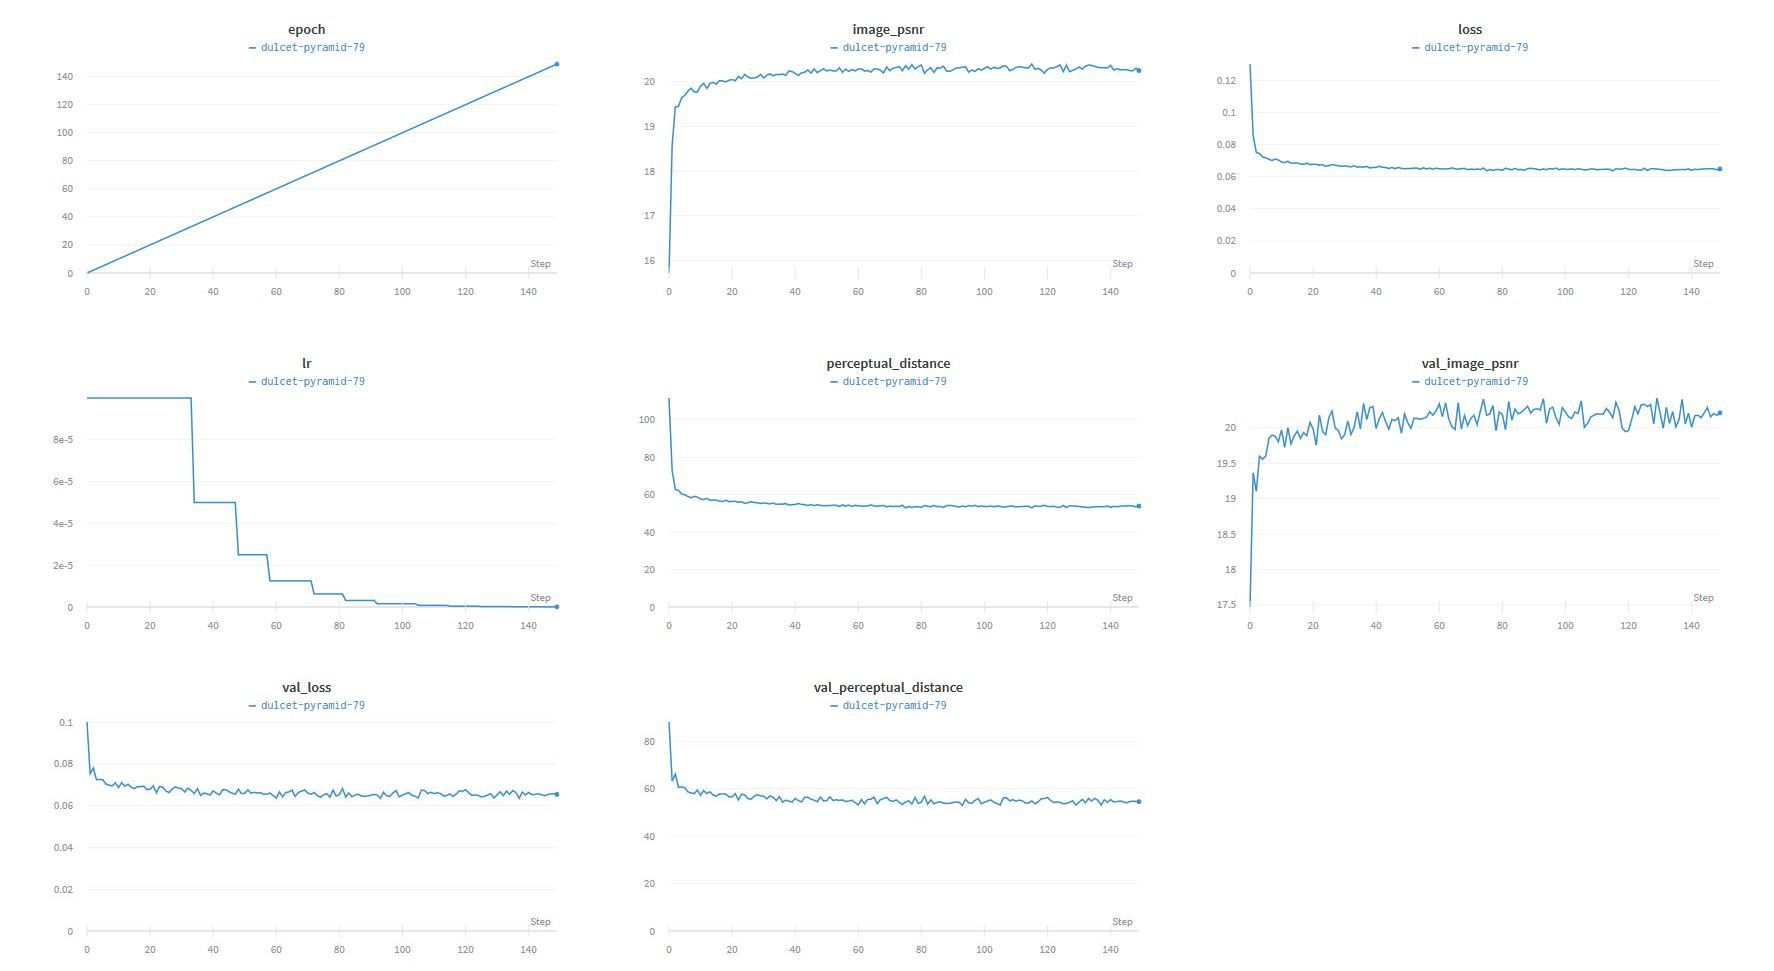 epoch
dulcet-pyramid-79
140
120
100
80
60
40
20
0
Step
0 20 40 60 80 100 120 140
image_psnr
dulcet-pyramid-79
20
19
18
17
16
Step
0 20 40 60 80 100 120 140
loss
dulcet-pyramid-79
0.12
0.1
0.08
0.06
0.04
0.02
0
Step
0 20 40 60 80 100 120 140
lr
dulcet-pyramid-79
8e-5
6e-5
4e-5
2e-5
0
Step
0 20 40 60 80 100 120 140
perceptual_distance
dulcet-pyramid-79
100
80
60
40
20
0
Step
0 20 40 60 80 100 120 140
val_image_psnr
dulcet-pyramid-79
20
19.5
19
18.5
18
17.5
Step
0 20 40 60 80 100 120 140
val_loss
dulcet-pyramid-79
0.1
0.08
0.06
0.04
0.02
0
Step
0 20 40 60 80 100 120 140
val_perceptual_distance
dulcet-pyramid-79
80
60
40
20
0
Step
0 20 40 60 80 100 120 140